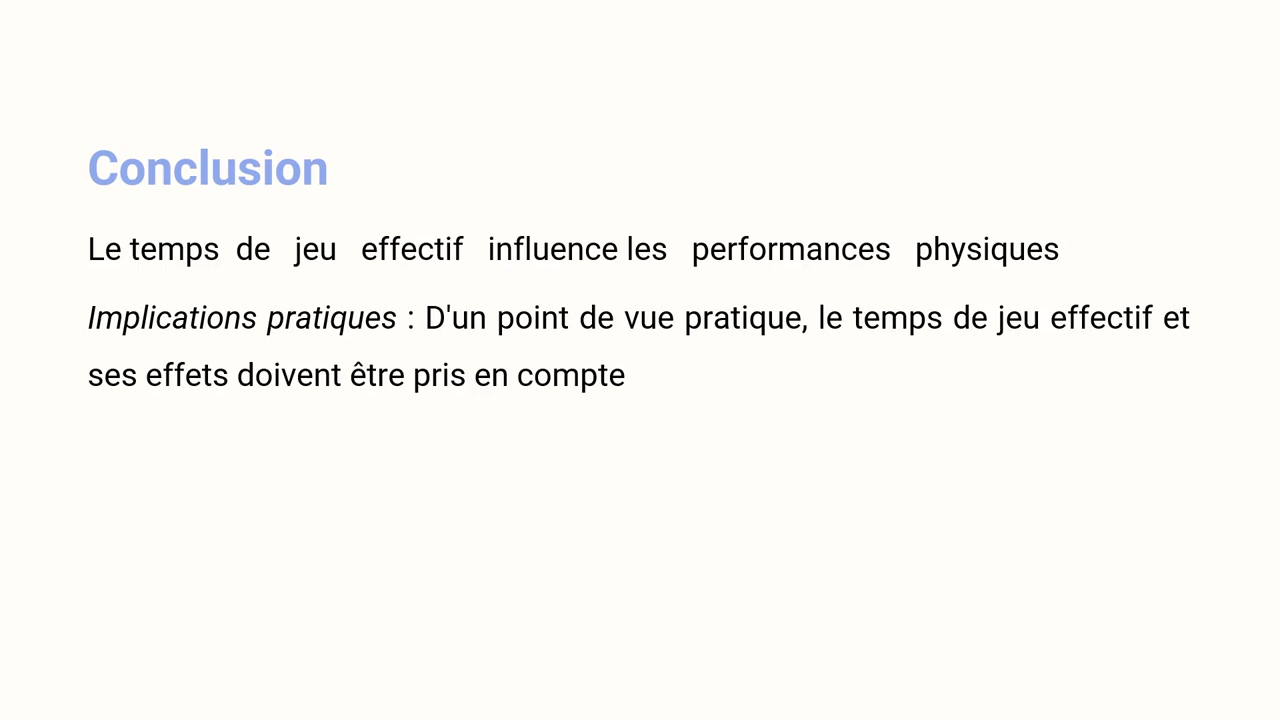 Conclusion
Le temps de jeu effectif influence les performances physiques
Implications pratiques : D'un point de vue pratique, le temps de jeu effectif et
ses effets doivent être pris en compte